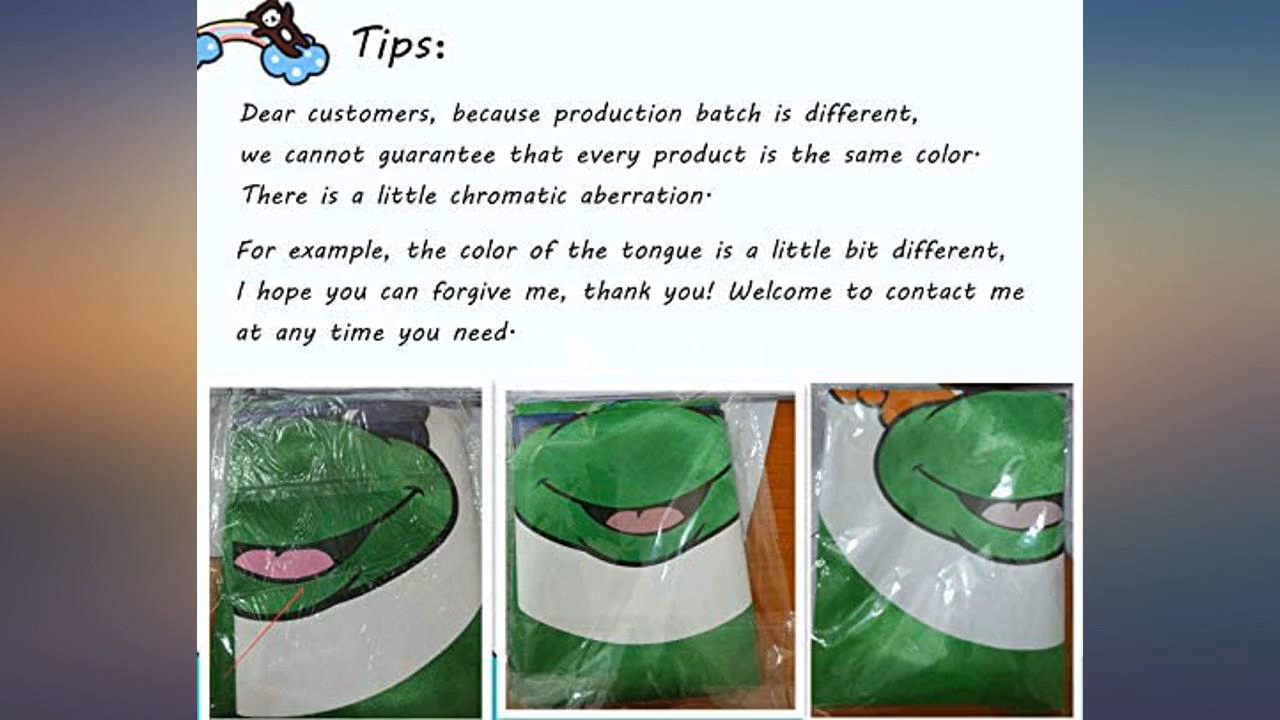 Tips:
Dear customers, because production batch is different,
we cannot guarantee that every product is the same color.
There is a little chromatic aberration.
For example, the color of the tongue is a little bit different,
I hope you can forgive me, thank you! Welcome to contact me
at any time you need.